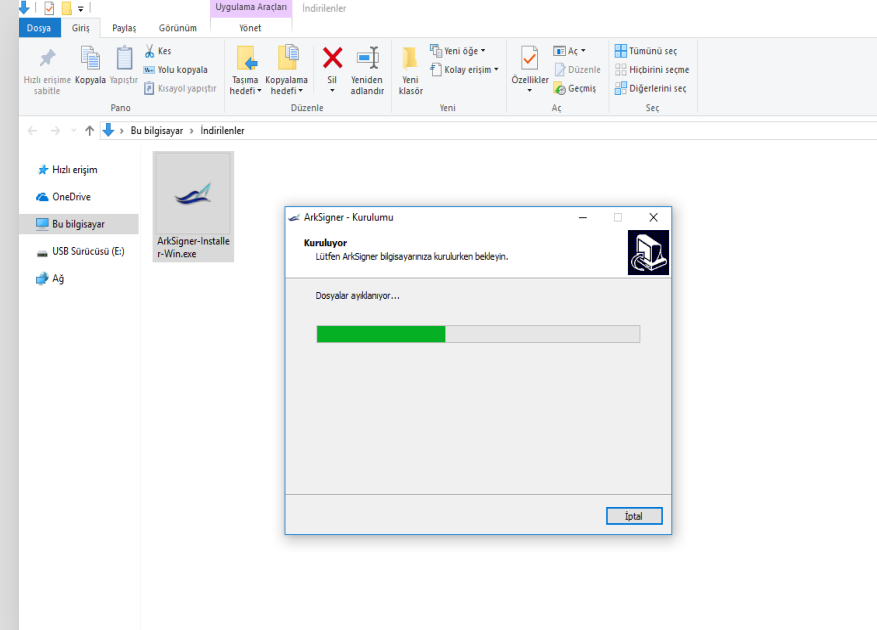 Uygulama Araçları
İndirilenler
Dosya
Giriş
Paylaş
Görünüm
Yönet
Hızlı erişime
sabitle
Kopyala
Yapıştır
Kes
Yolu kopyala
Kısayol yapıştır
Pano
Taşıma
hedefi
Kopyalama
hedefi
Sil
Yeniden
adlandır
Düzenle
Yeni
klasör
Yeni öğe
Kolay erişim
Yeni
Özellikler
Aç
Düzenle
Geçmiş
Aç
Tümünü seç
Hiçbirini seçme
Diğerlerini seç
Seç
Bu bilgisayar › İndirilenler
Hızlı erişim
OneDrive
Bu bilgisayar
USB Sürücüsü (E:)
Ağ
ArkSigner-Installe
r-Win.exe
ArkSigner - Kurulumu
Kuruluyor
Lütfen ArkSigner bilgisayarınıza kurulurken bekleyin.
Dosyalar ayıklanıyor...
İptal